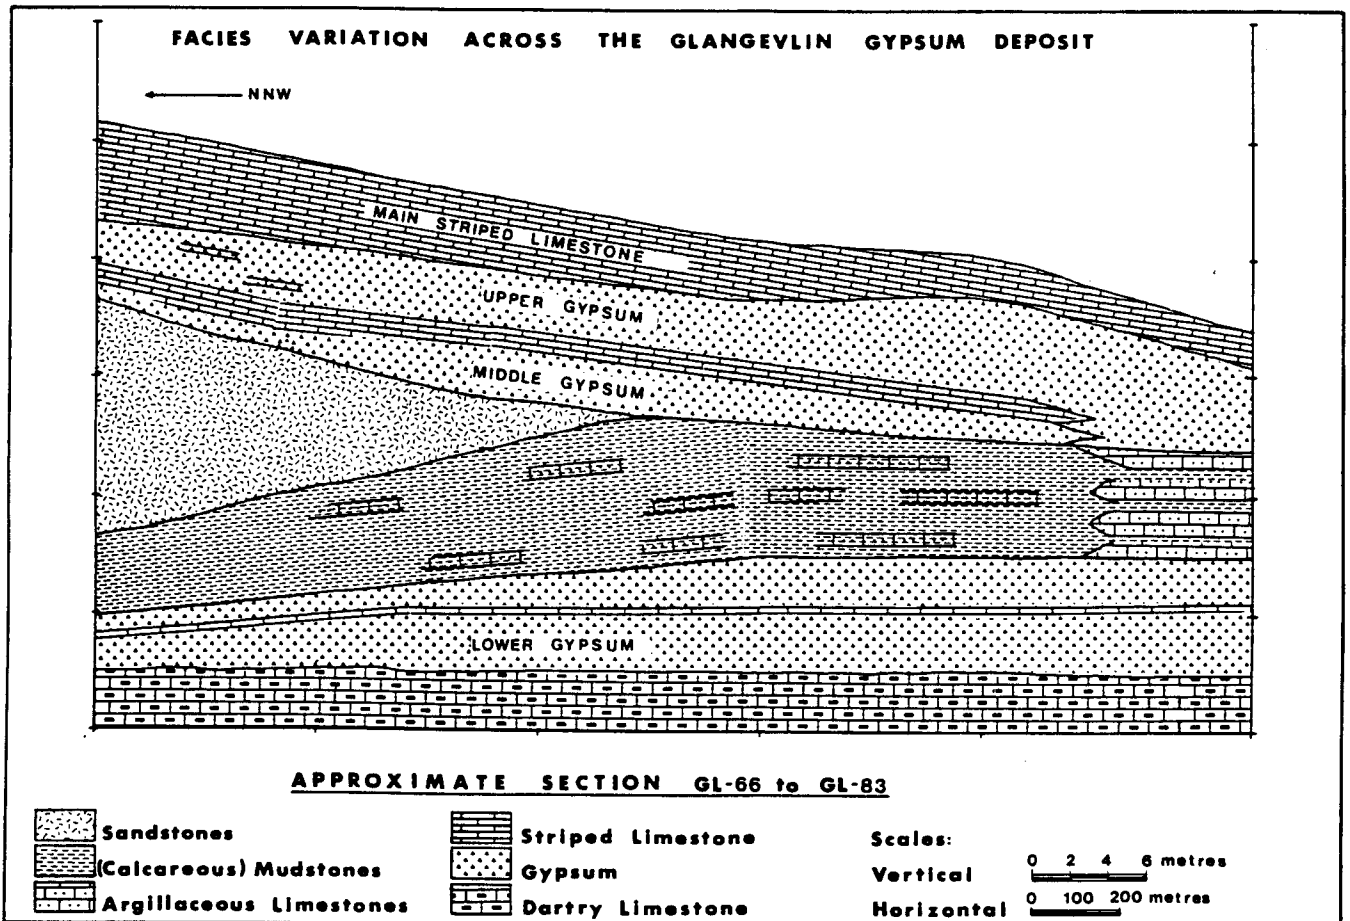 FACIES VARIATION ACROSS THE GLANGEVLIN GYPSUM DEPOSIT
NNW
MAIN STRIPED LIMESTONE
UPPER GYPSUM
MIDDLE GYPSUM
LOWER GYPSUM
APPROXIMATE SECTION GL-66 to GL-83
Sandstones
(Calcareous) Mudstones
Argillaceous Limestones
Striped Limestone
Gypsum
Dartry Limestone
Scales:
Vertical
0 2 4 6 metres
Horizontal
0 100 200 metres